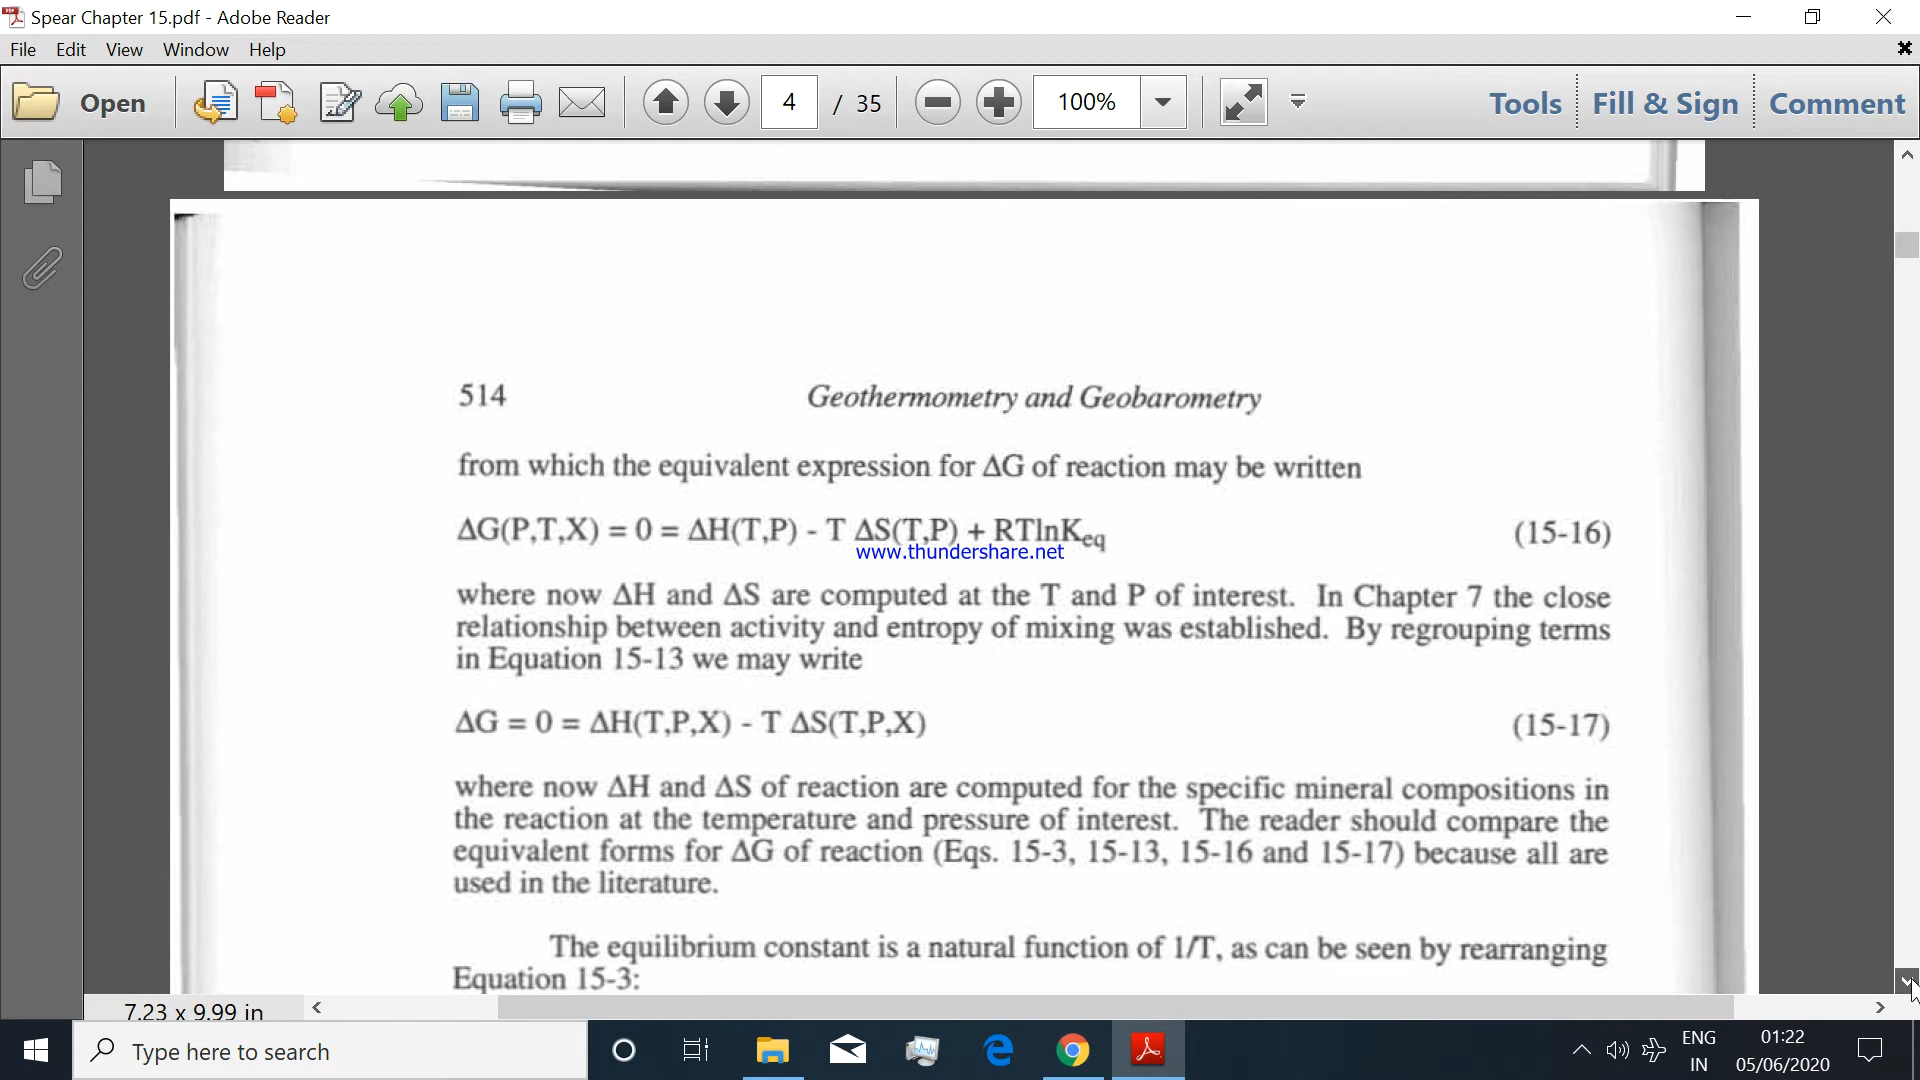 Spear Chapter 15.pdf - Adobe Reader
File Edit View Window Help
Open 4 / 35 100% Tools Fill & Sign Comment
514 Geothermometry and Geobarometry
from which the equivalent expression for ΔG of reaction may be written
ΔG(P,T,X) = 0 = ΔH(T,P) - T ΔS(T,P) + RTlnKeq (15-16)
www.thundershare.net
where now ΔH and ΔS are computed at the T and P of interest. In Chapter 7 the close
relationship between activity and entropy of mixing was established. By regrouping terms
in Equation 15-13 we may write
ΔG = 0 = ΔH(T,P,X) - T ΔS(T,P,X) (15-17)
where now ΔH and ΔS of reaction are computed for the specific mineral compositions in
the reaction at the temperature and pressure of interest. The reader should compare the
equivalent forms for ΔG of reaction (Eqs. 15-3, 15-13, 15-16 and 15-17) because all are
used in the literature.
The equilibrium constant is a natural function of 1/T, as can be seen by rearranging
Equation 15-3:
7.23 x 9.99 in
Type here to search
ENG
IN
01:22
05/06/2020